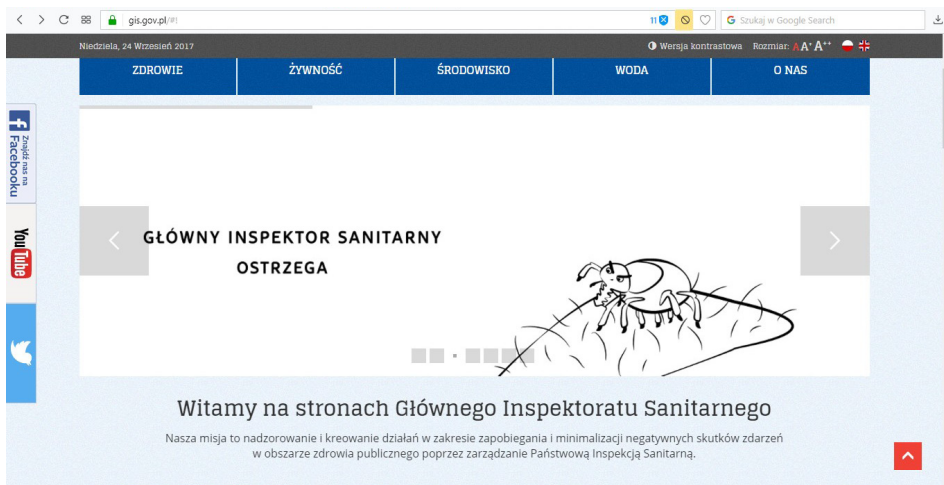 gis.gov.pl/#!
11
Szukaj w Google Search
Niedziela, 24 Wrzesień 2017
Wersja kontrastowa Rozmiar: A A+ A++
ZDROWIE ŻYWNOŚĆ ŚRODOWISKO WODA O NAS
Znajdź nas na
Facebooku
YouTube
GŁÓWNY INSPEKTOR SANITARNY
OSTRZEGA
Witamy na stronach Głównego Inspektoratu Sanitarnego
Nasza misja to nadzorowanie i kreowanie działań w zakresie zapobiegania i minimalizacji negatywnych skutków zdarzeń
w obszarze zdrowia publicznego poprzez zarządzanie Państwową Inspekcją Sanitarną.